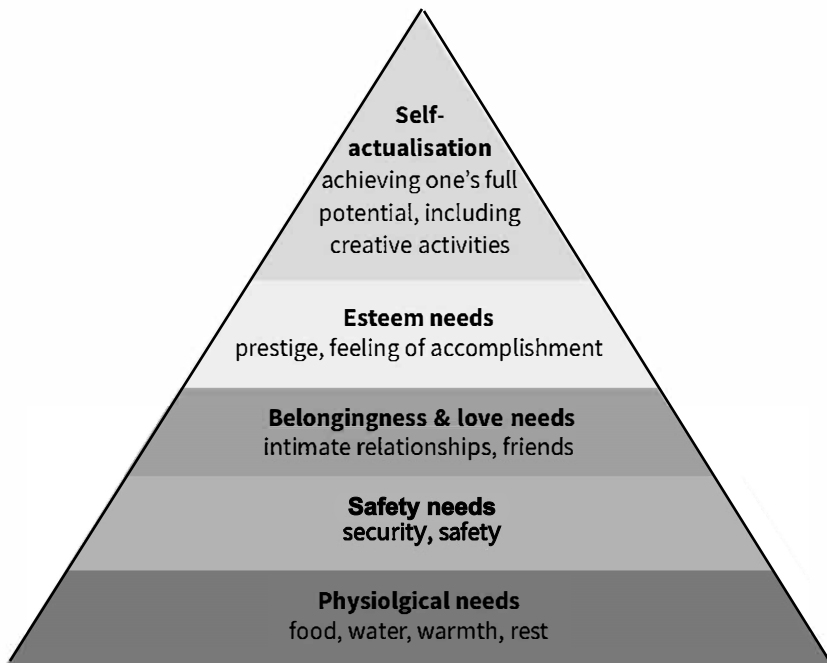 Self-
actualisation
achieving one’s full
potential, including
creative activities
Esteem needs
prestige, feeling of accomplishment
Belongingness & love needs
intimate relationships, friends
Safety needs
security, safety
Physiolgical needs
food, water, warmth, rest